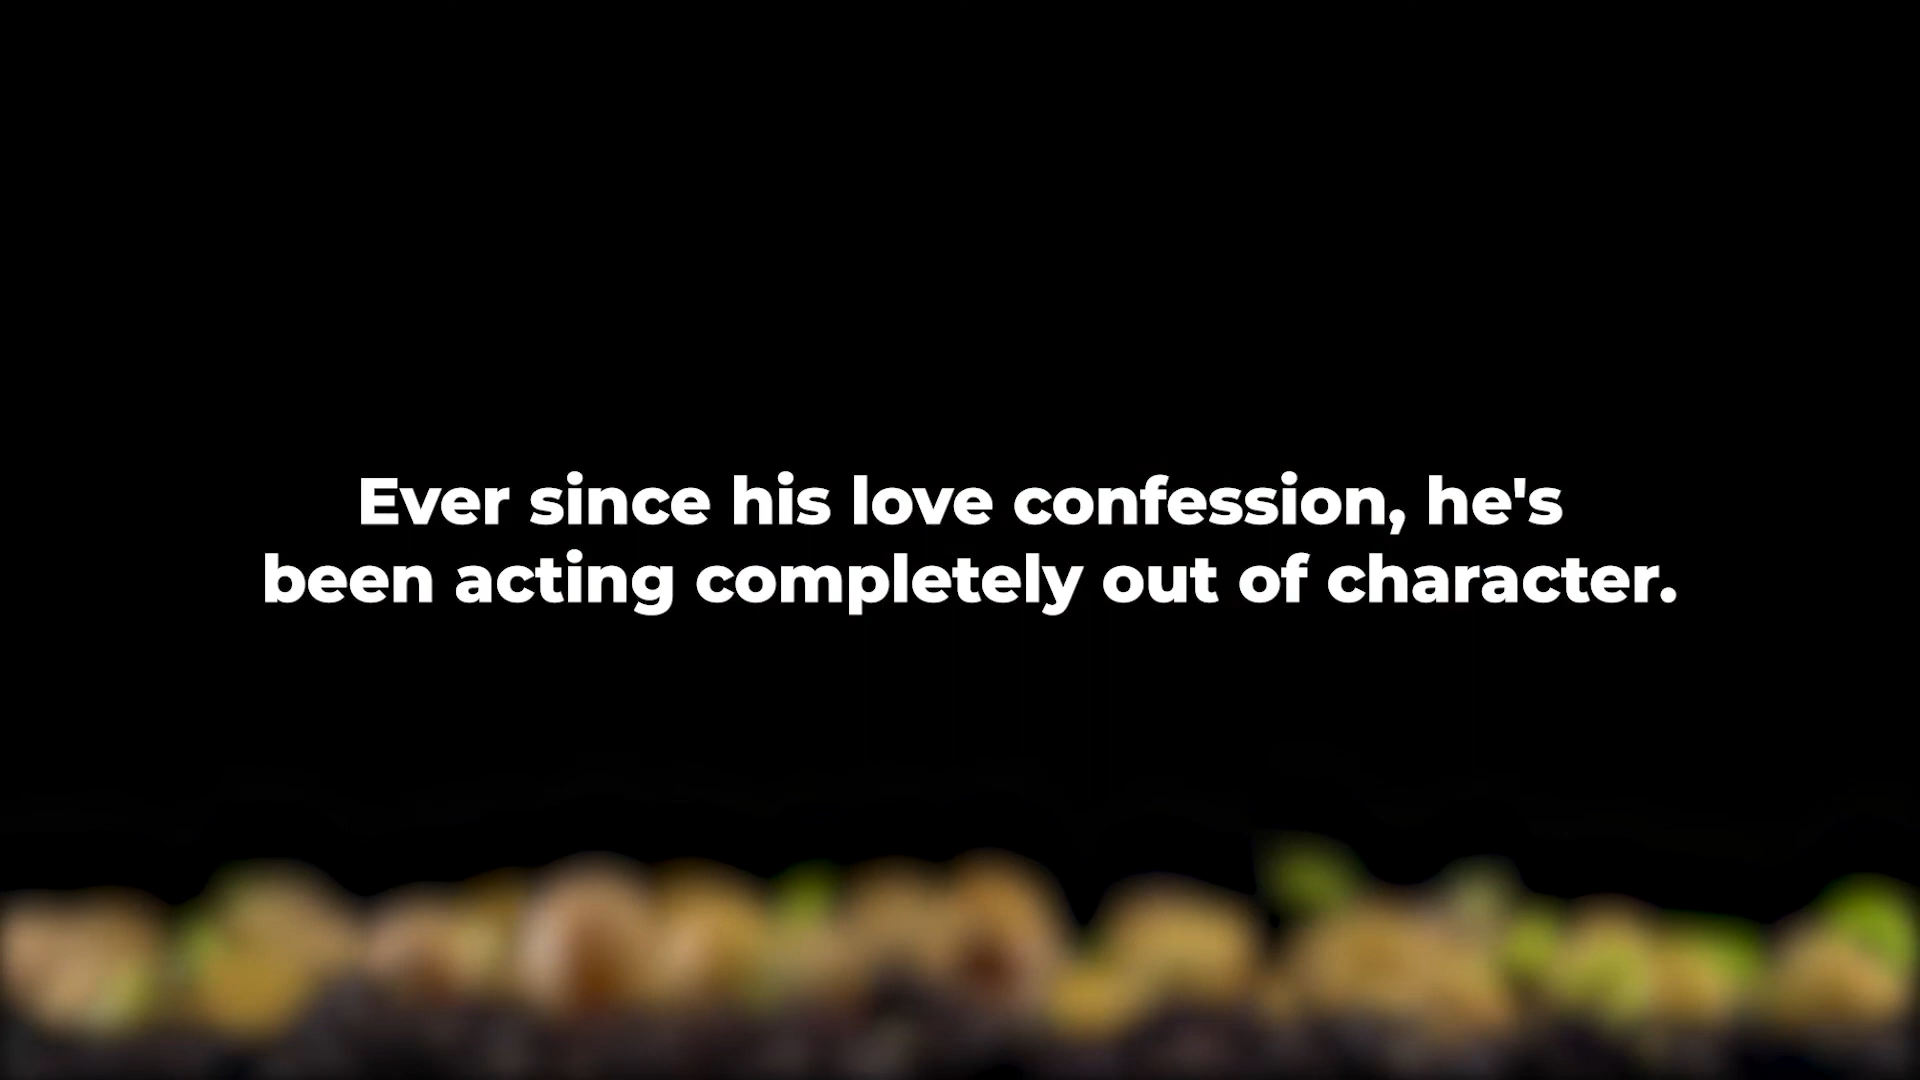 Ever since his love confession, he's
been acting completely out of character.